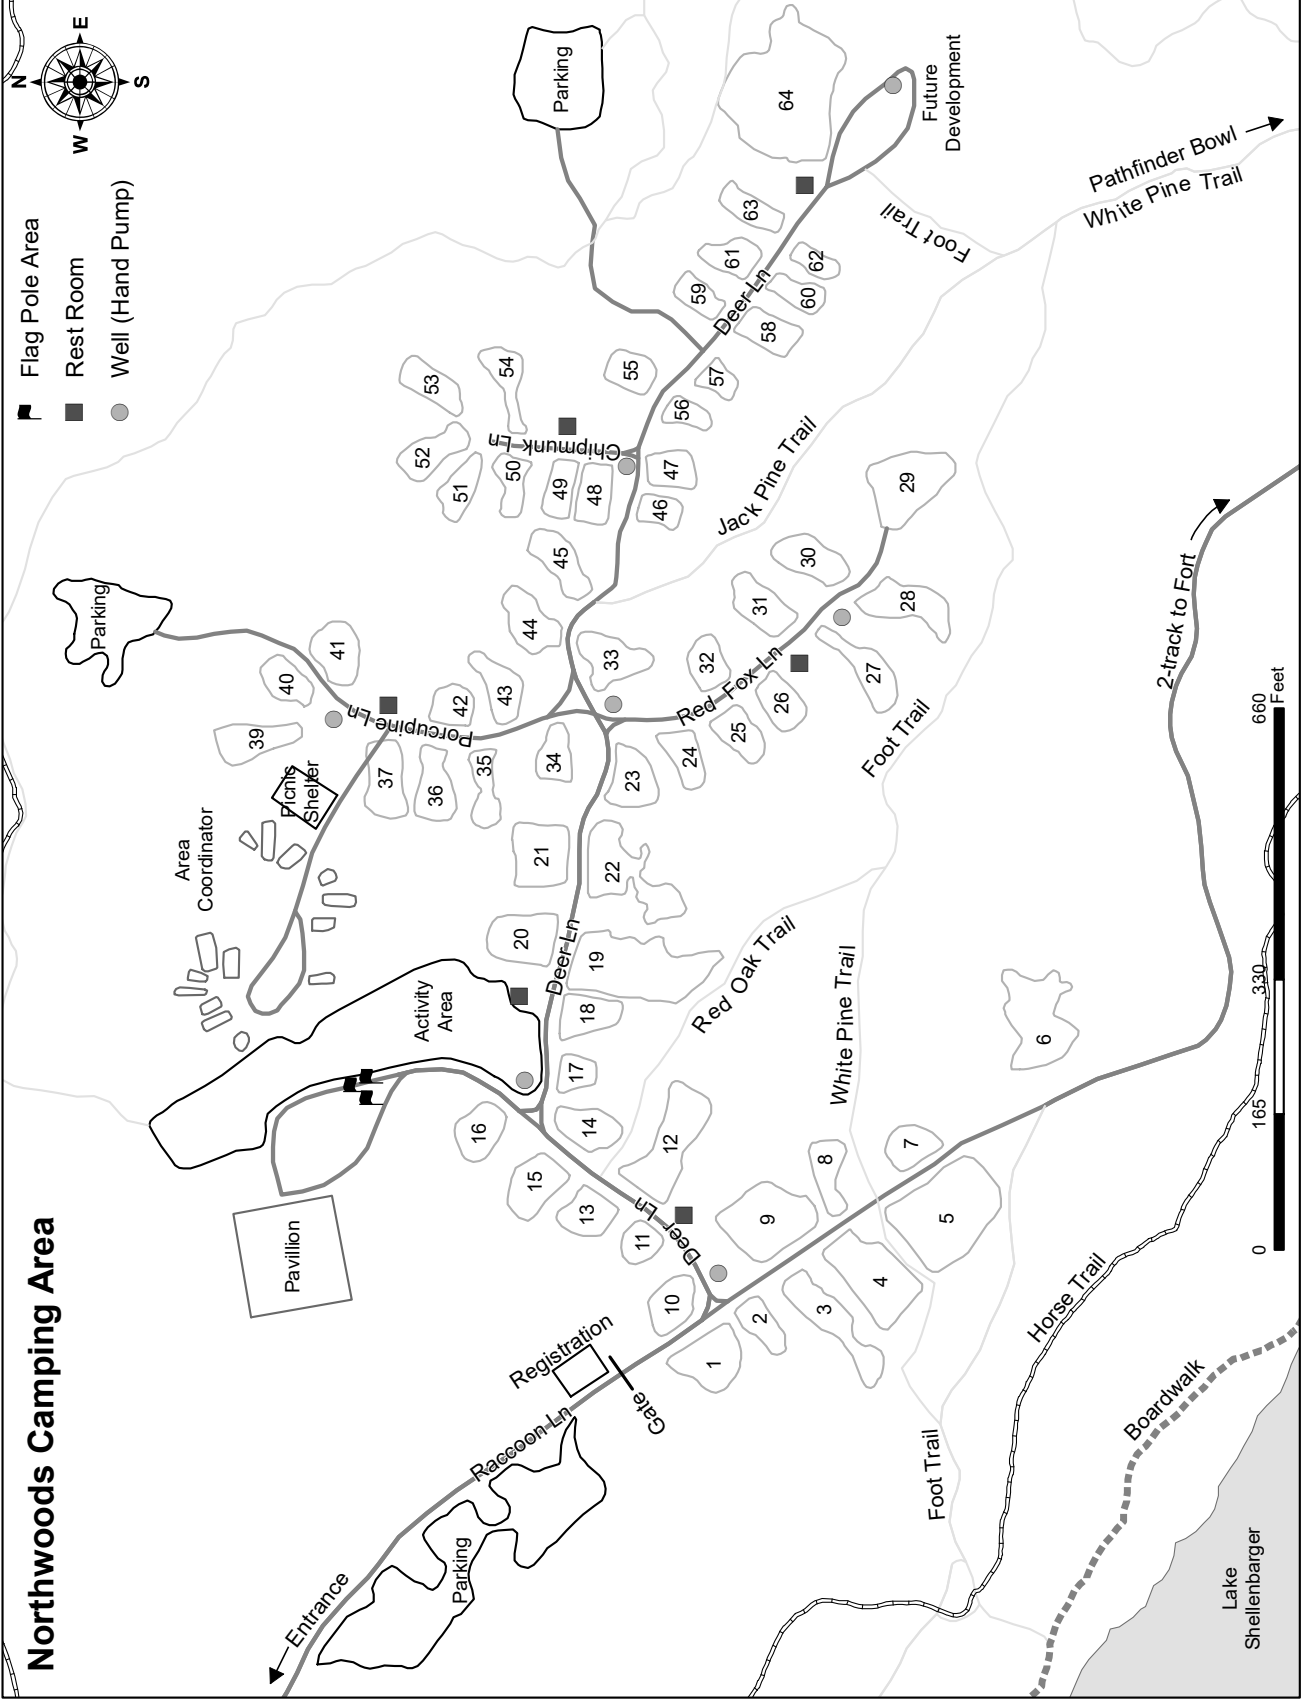 Northwoods Camping Area
N
E
S
W
Flag Pole Area
Rest Room
Well (Hand Pump)
Entrance
Parking
Raccoon Ln
Registration
Gate
Pavillion
Activity
Area
Area
Coordinator
Picnic
Shelter
Parking
Porcupine Ln
Chipmunk Ln
Parking
Deer Ln
Deer Ln
Deer Ln
Red Fox Ln
Future
Development
Foot Trail
Pathfinder Bowl
White Pine Trail
Jack Pine Trail
Foot Trail
Red Oak Trail
White Pine Trail
Foot Trail
Horse Trail
Boardwalk
Lake
Shellenbarger
2-track to Fort
0
165
330
660
Feet
1
2
3
4
5
6
7
8
9
10
11
12
13
14
15
16
17
18
19
20
21
22
23
24
25
26
27
28
29
30
31
32
33
34
35
36
37
39
40
41
42
43
44
45
46
47
48
49
50
51
52
53
54
55
56
57
58
59
60
61
62
63
64